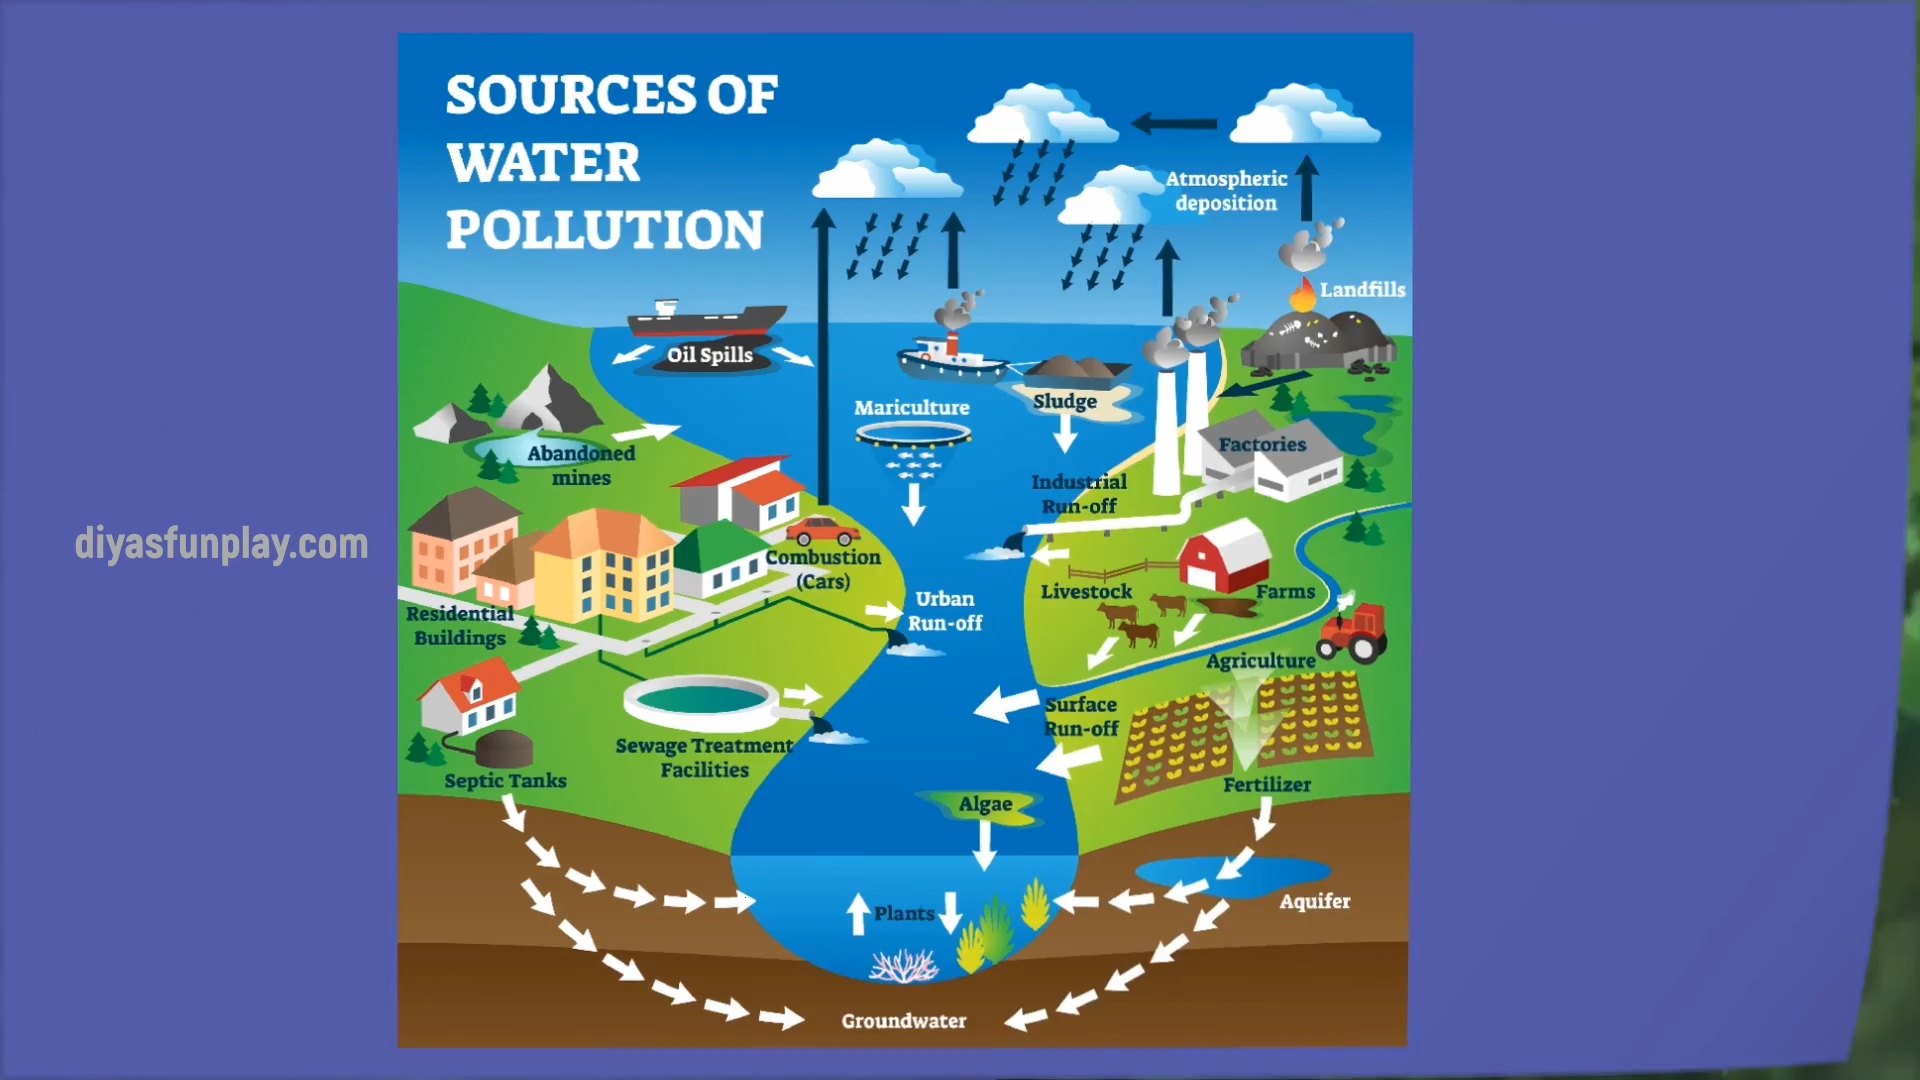 SOURCES OF
WATER
POLLUTION
Atmospheric
deposition
Landfills
Oil Spills
Sludge
Mariculture
Abandoned
mines
Factories
Industrial
Run-off
diyasfunplay.com
Combustion
(Cars)
Livestock
Farms
Urban
Run-off
Residential
Buildings
Agriculture
Surface
Run-off
Sewage Treatment
Facilities
Septic Tanks
Fertilizer
Algae
Aquifer
Plants
Groundwater